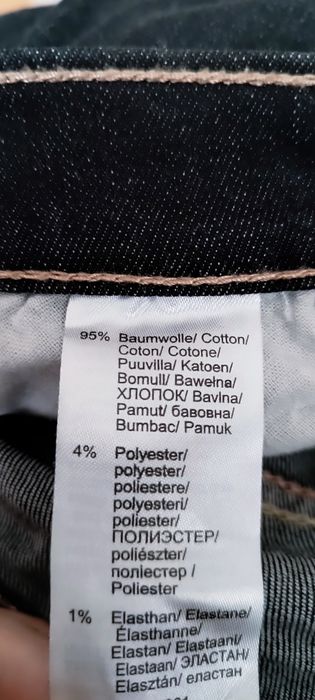 95% Baumwolle/ Cotton/
Coton/ Cotone/
Puuvilla/ Katoen/
Bomull/ Bawełna/
ХЛОПОК/ Bavlna/
Pamut/ бавовна/
Bumbac/ Pamuk
4% Polyester/
polyester/
poliestere/
polyesteri/
poliester/
ПОЛИЭСТЕР/
poliészter/
поліестер /
Poliester
1% Elasthan/ Elastane/
Élasthanne/
Elastan/ Elastaani/
Elastaan/ ЭЛАСТАН/
Elasztán/ еластан